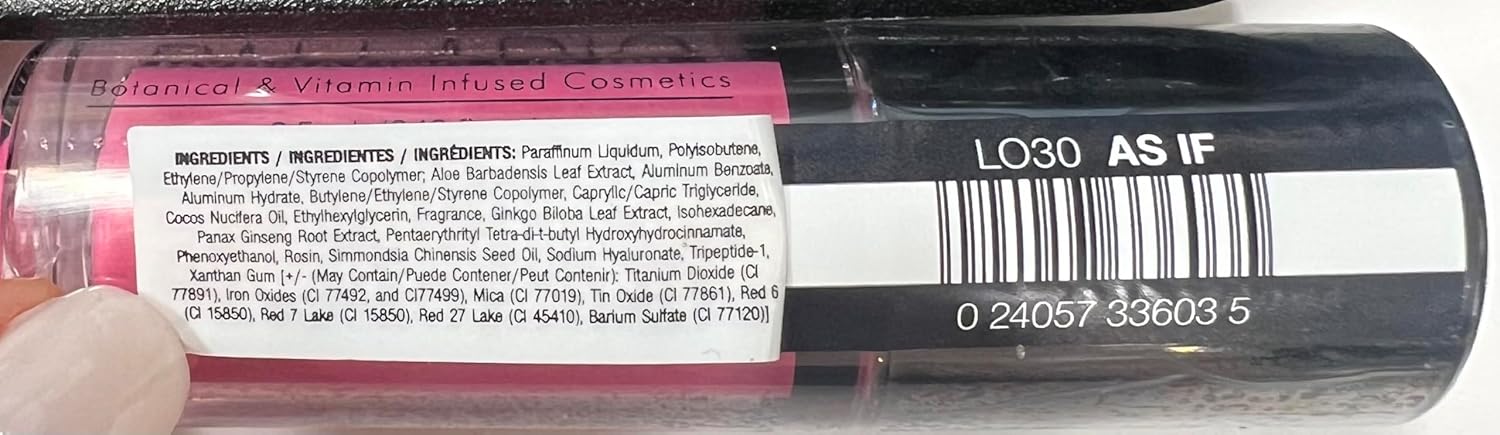 Botanical & Vitamin Infused Cosmetics
INGREDIENTS / INGREDIENTES / INGRÉDIENTS: Paraffinum Liquidum, Polyisobutene,
Ethylene/Propylene/Styrene Copolymer, Aloe Barbadensis Leaf Extract, Aluminum Benzoate,
Aluminum Hydrate, Butylene/Ethylene/Styrene Copolymer, Caprylic/Capric Triglyceride,
Cocos Nucifera Oil, Ethylhexylglycerin, Fragrance, Ginkgo Biloba Leaf Extract, Isohexadecane,
Panax Ginseng Root Extract, Pentaerythrityl Tetra-di-t-butyl Hydroxyhydrocinnamate,
Phenoxyethanol, Rosin, Simmondsia Chinensis Seed Oil, Sodium Hyaluronate, Tripeptide-1,
Xanthan Gum [+/- (May Contain/Puede Contener/Peut Contenir): Titanium Dioxide (CI
77891), Iron Oxides (CI 77492, and CI77499), Mica (CI 77019), Tin Oxide (CI 77861), Red 6
(CI 15850), Red 7 Lake (CI 15850), Red 27 Lake (CI 45410), Barium Sulfate (CI 77120)]
LO30 AS IF
0 24057 33603 5